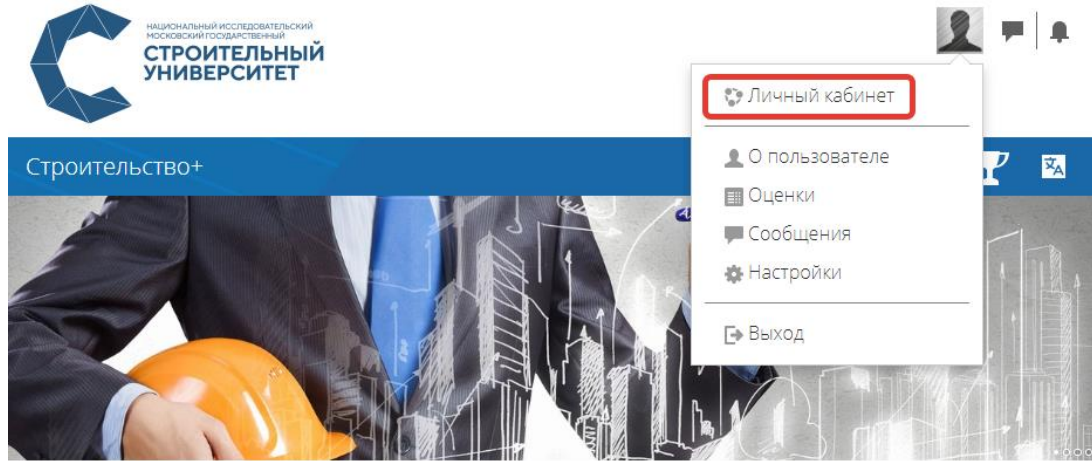 НАЦИОНАЛЬНЫЙ ИССЛЕДОВАТЕЛЬСКИЙ
МОСКОВСКИЙ ГОСУДАРСТВЕННЫЙ
СТРОИТЕЛЬНЫЙ
УНИВЕРСИТЕТ
Личный кабинет
Строительство+
О пользователе
Оценки
Сообщения
Настройки
Выход